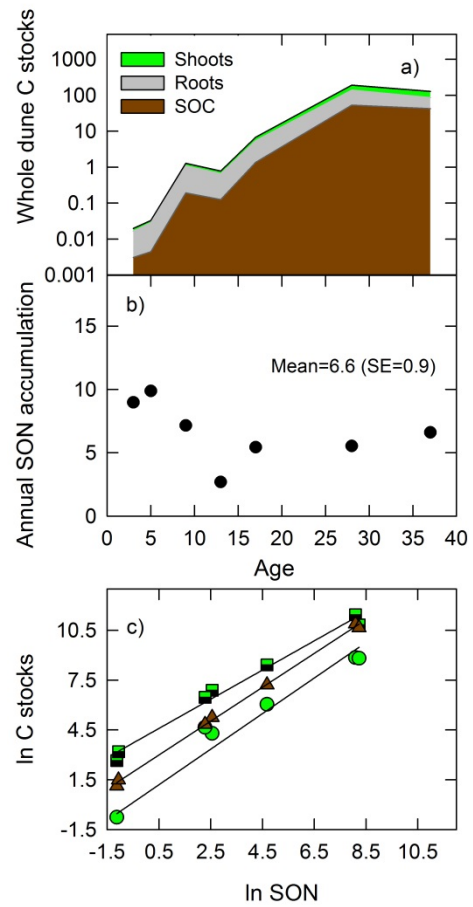 Whole dune C stocks
1000
100
10
1
0.1
0.01
0.001
Shoots
Roots
SOC
a)
Annual SON accumulation
15
10
5
0
b)
Mean=6.6 (SE=0.9)
0 5 10 15 20 25 30 35 40
Age
ln C stocks
10.5
7.5
4.5
1.5
-1.5
c)
-1.5 0.5 2.5 4.5 6.5 8.5 10.5
ln SON